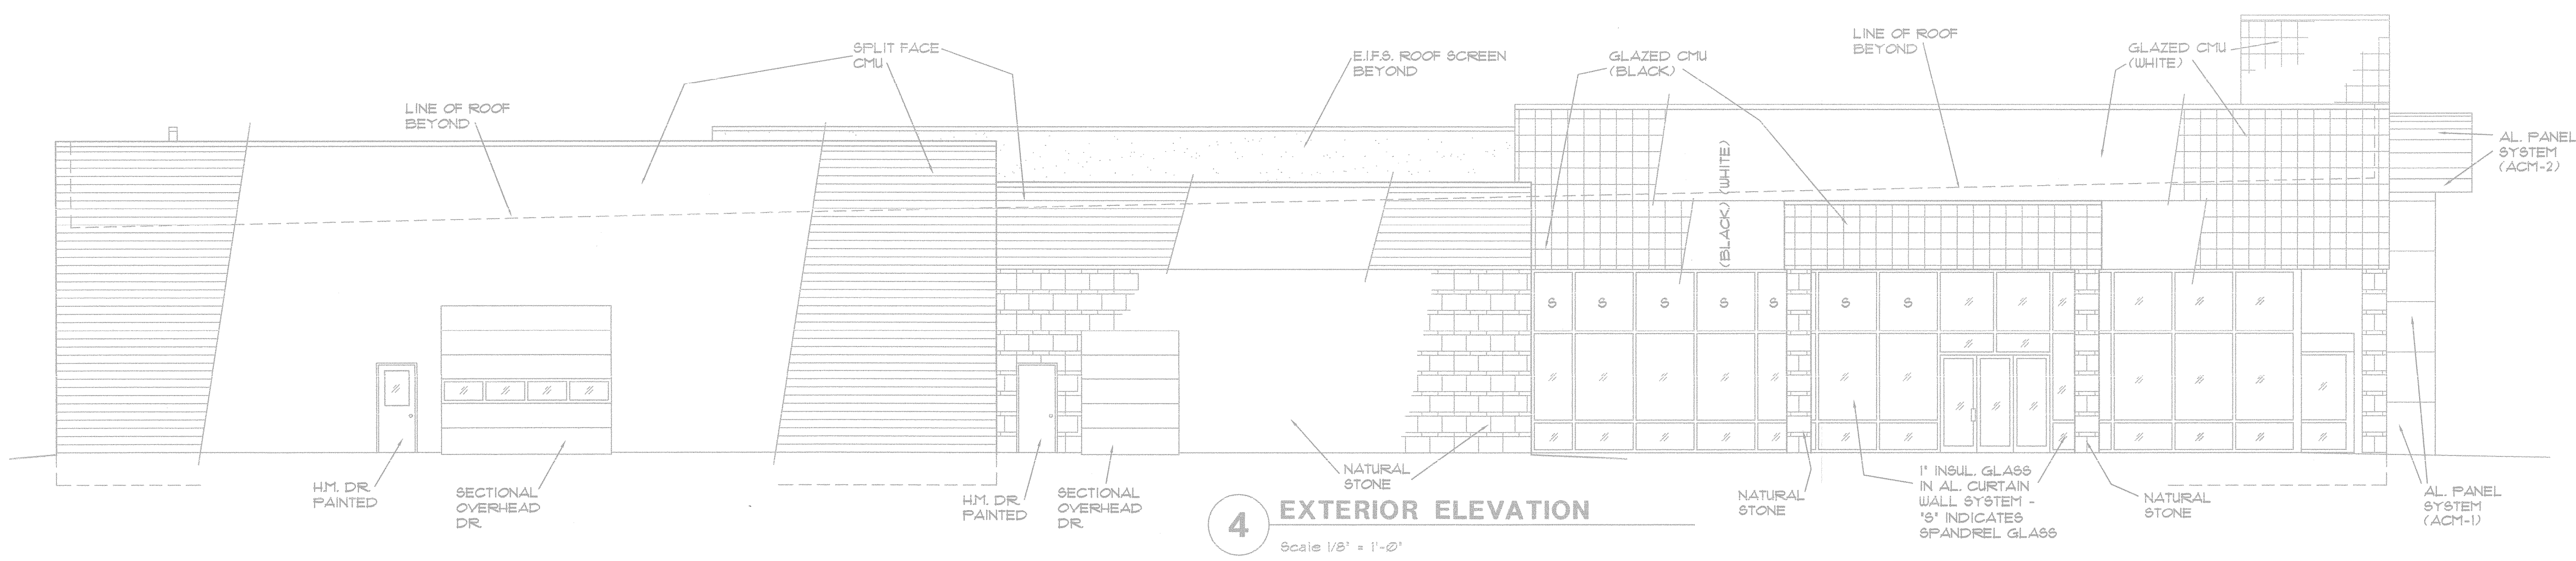 SPLIT FACE
CMU
LINE OF ROOF
BEYOND
E.I.F.S. ROOF SCREEN
BEYOND
GLAZED CMU
(BLACK)
LINE OF ROOF
BEYOND
GLAZED CMU
(WHITE)
AL. PANEL
SYSTEM
(ACM-2)
(BLACK) (WHITE)
S S S S S S S
H.M. DR.
PAINTED
SECTIONAL
OVERHEAD
DR.
H.M. DR.
PAINTED
SECTIONAL
OVERHEAD
DR.
NATURAL
STONE
NATURAL
STONE
1" INSUL. GLASS
IN AL. CURTAIN
WALL SYSTEM -
"S" INDICATES
SPANDREL GLASS
NATURAL
STONE
AL. PANEL
SYSTEM
(ACM-1)
4 EXTERIOR ELEVATION
Scale 1/8" = 1'-0"